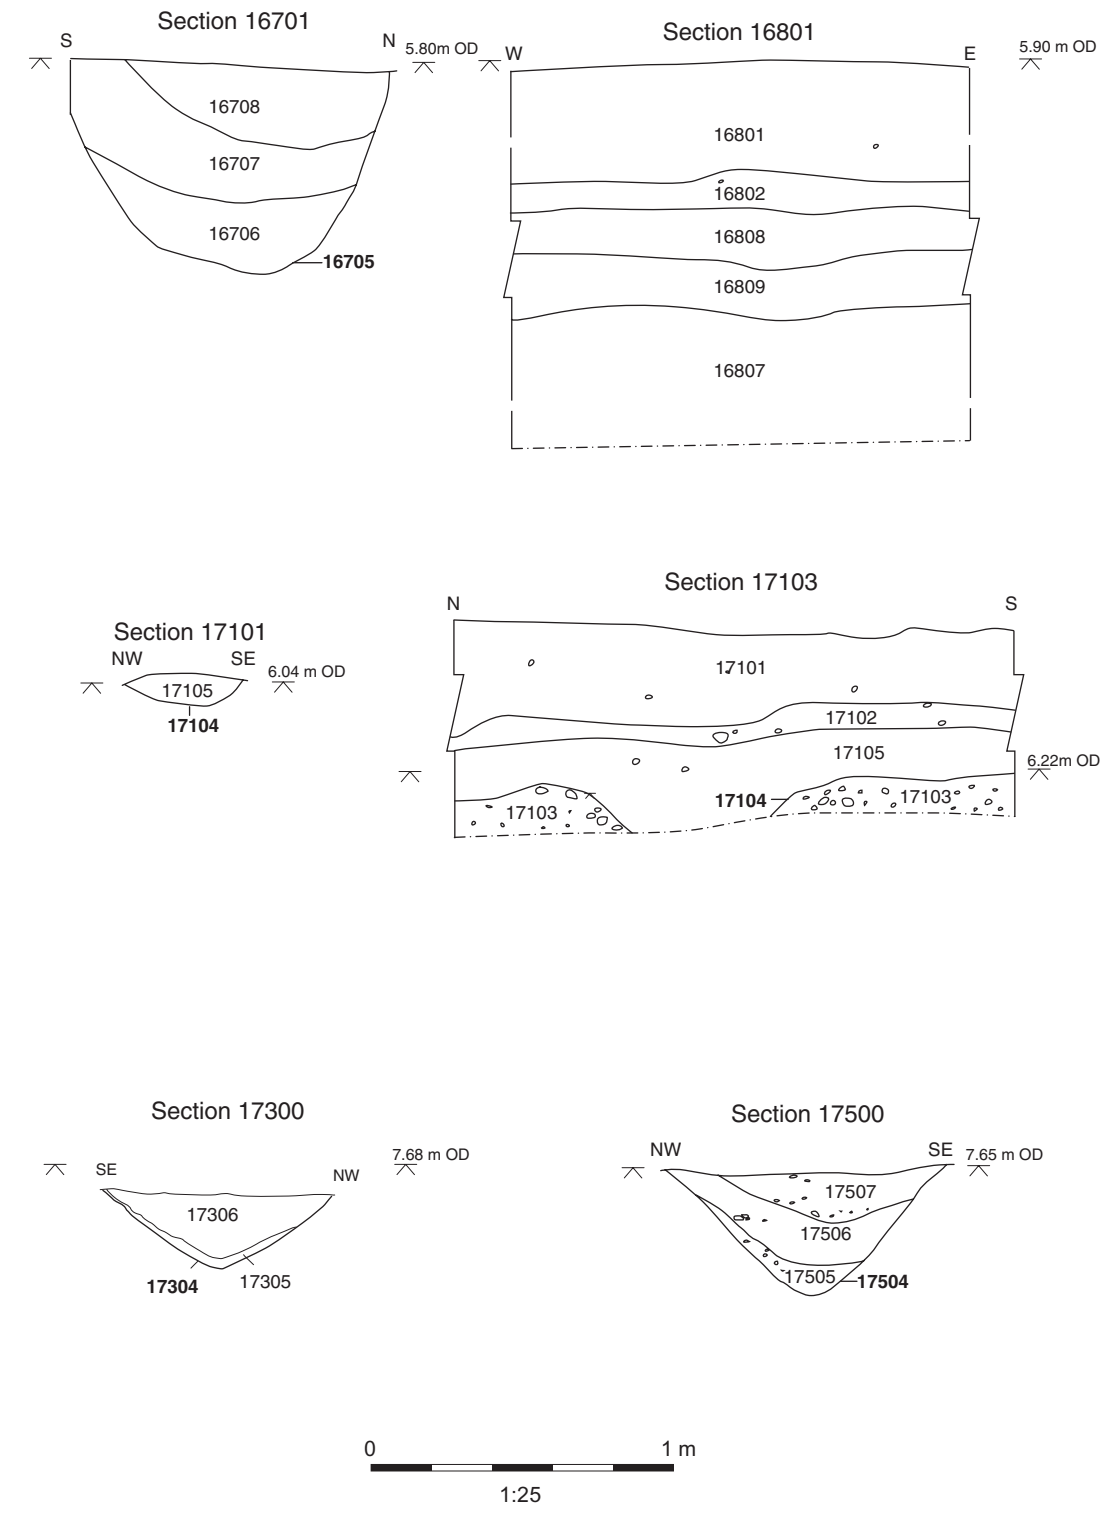 Section 16701
S
N
5.80m OD
16708
16707
16706
16705
Section 16801
W
E
5.90 m OD
16801
16802
16808
16809
16807
Section 17101
NW
SE
6.04 m OD
17105
17104
Section 17103
N
S
17101
17102
17105
6.22m OD
17104
17103
17103
Section 17300
SE
NW
7.68 m OD
17306
17304
17305
Section 17500
NW
SE
7.65 m OD
17507
17506
17505
17504
0
1 m
1:25